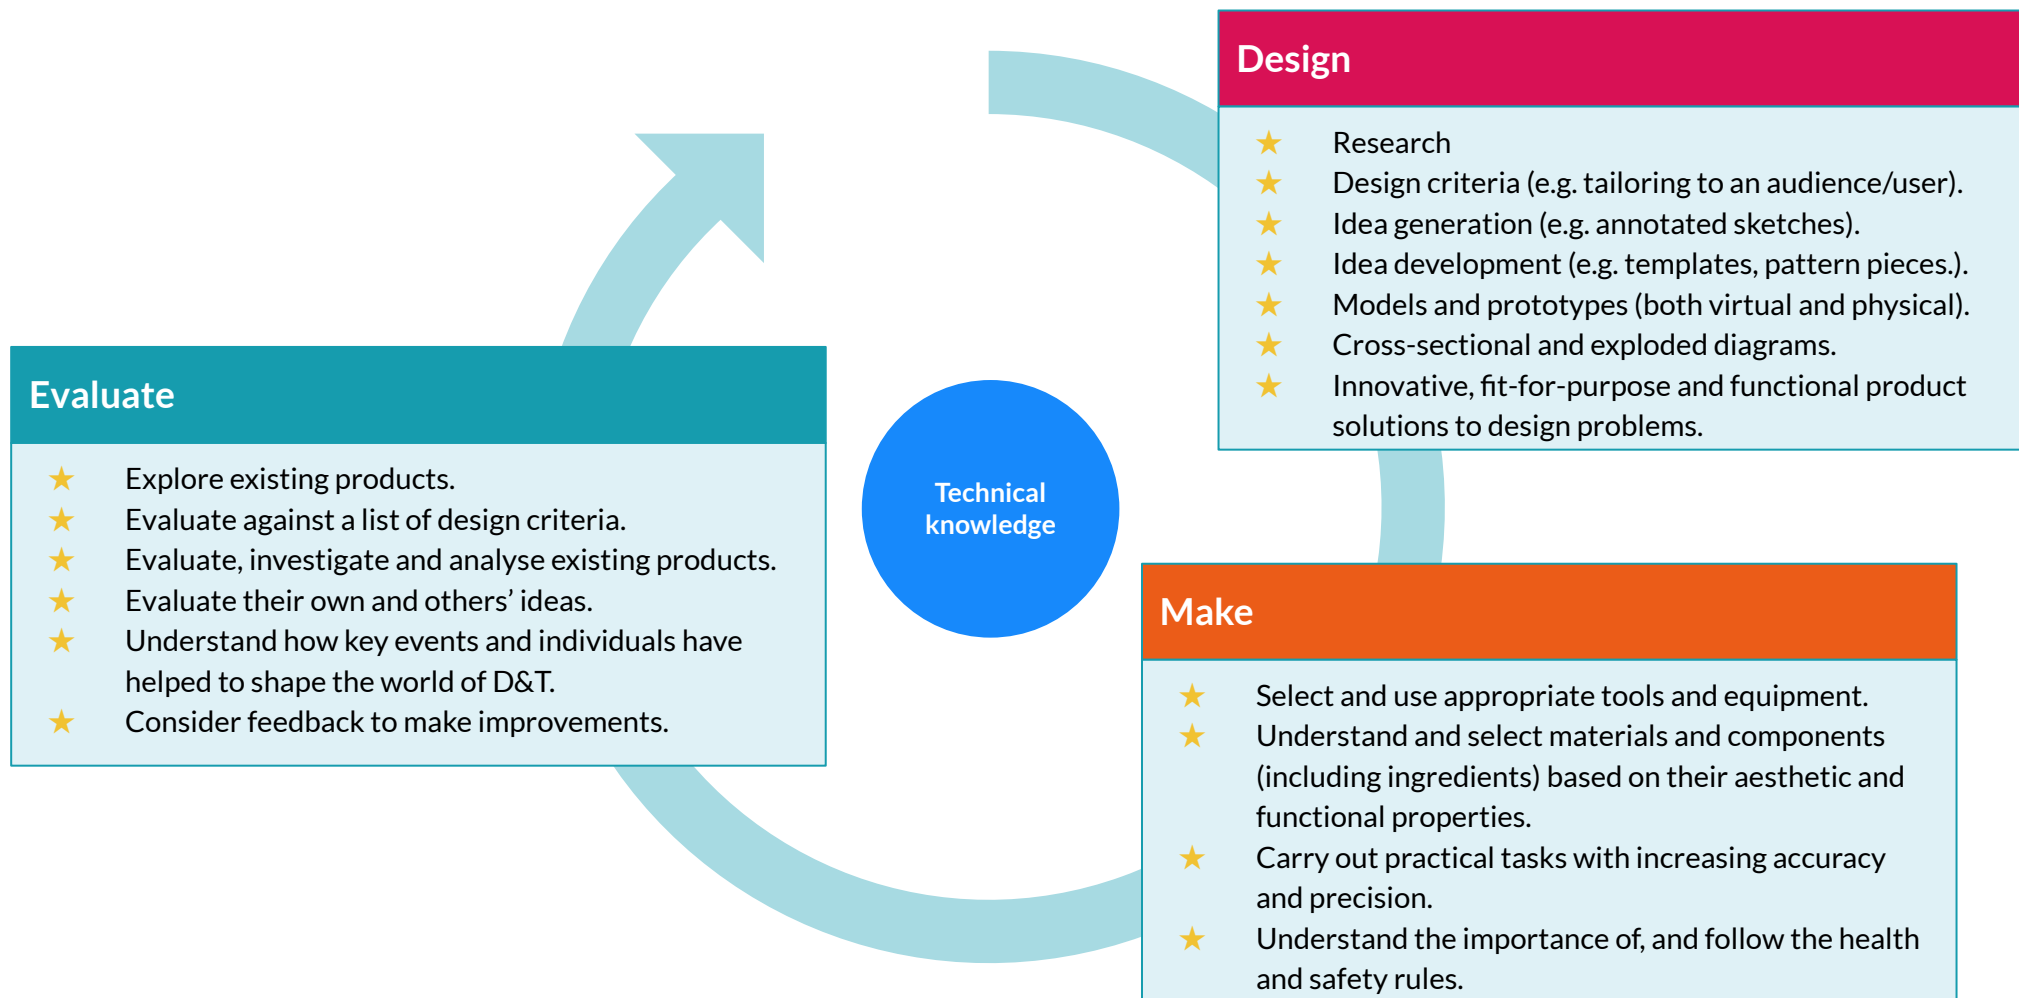 Design
★ Research
★ Design criteria (e.g. tailoring to an audience/user).
★ Idea generation (e.g. annotated sketches).
★ Idea development (e.g. templates, pattern pieces.).
★ Models and prototypes (both virtual and physical).
★ Cross-sectional and exploded diagrams.
★ Innovative, fit-for-purpose and functional product
solutions to design problems.
Technical
knowledge
Make
★ Select and use appropriate tools and equipment.
★ Understand and select materials and components
(including ingredients) based on their aesthetic and
functional properties.
★ Carry out practical tasks with increasing accuracy
and precision.
★ Understand the importance of, and follow the health
and safety rules.
Evaluate
★ Explore existing products.
★ Evaluate against a list of design criteria.
★ Evaluate, investigate and analyse existing products.
★ Evaluate their own and others’ ideas.
★ Understand how key events and individuals have
helped to shape the world of D&T.
★ Consider feedback to make improvements.